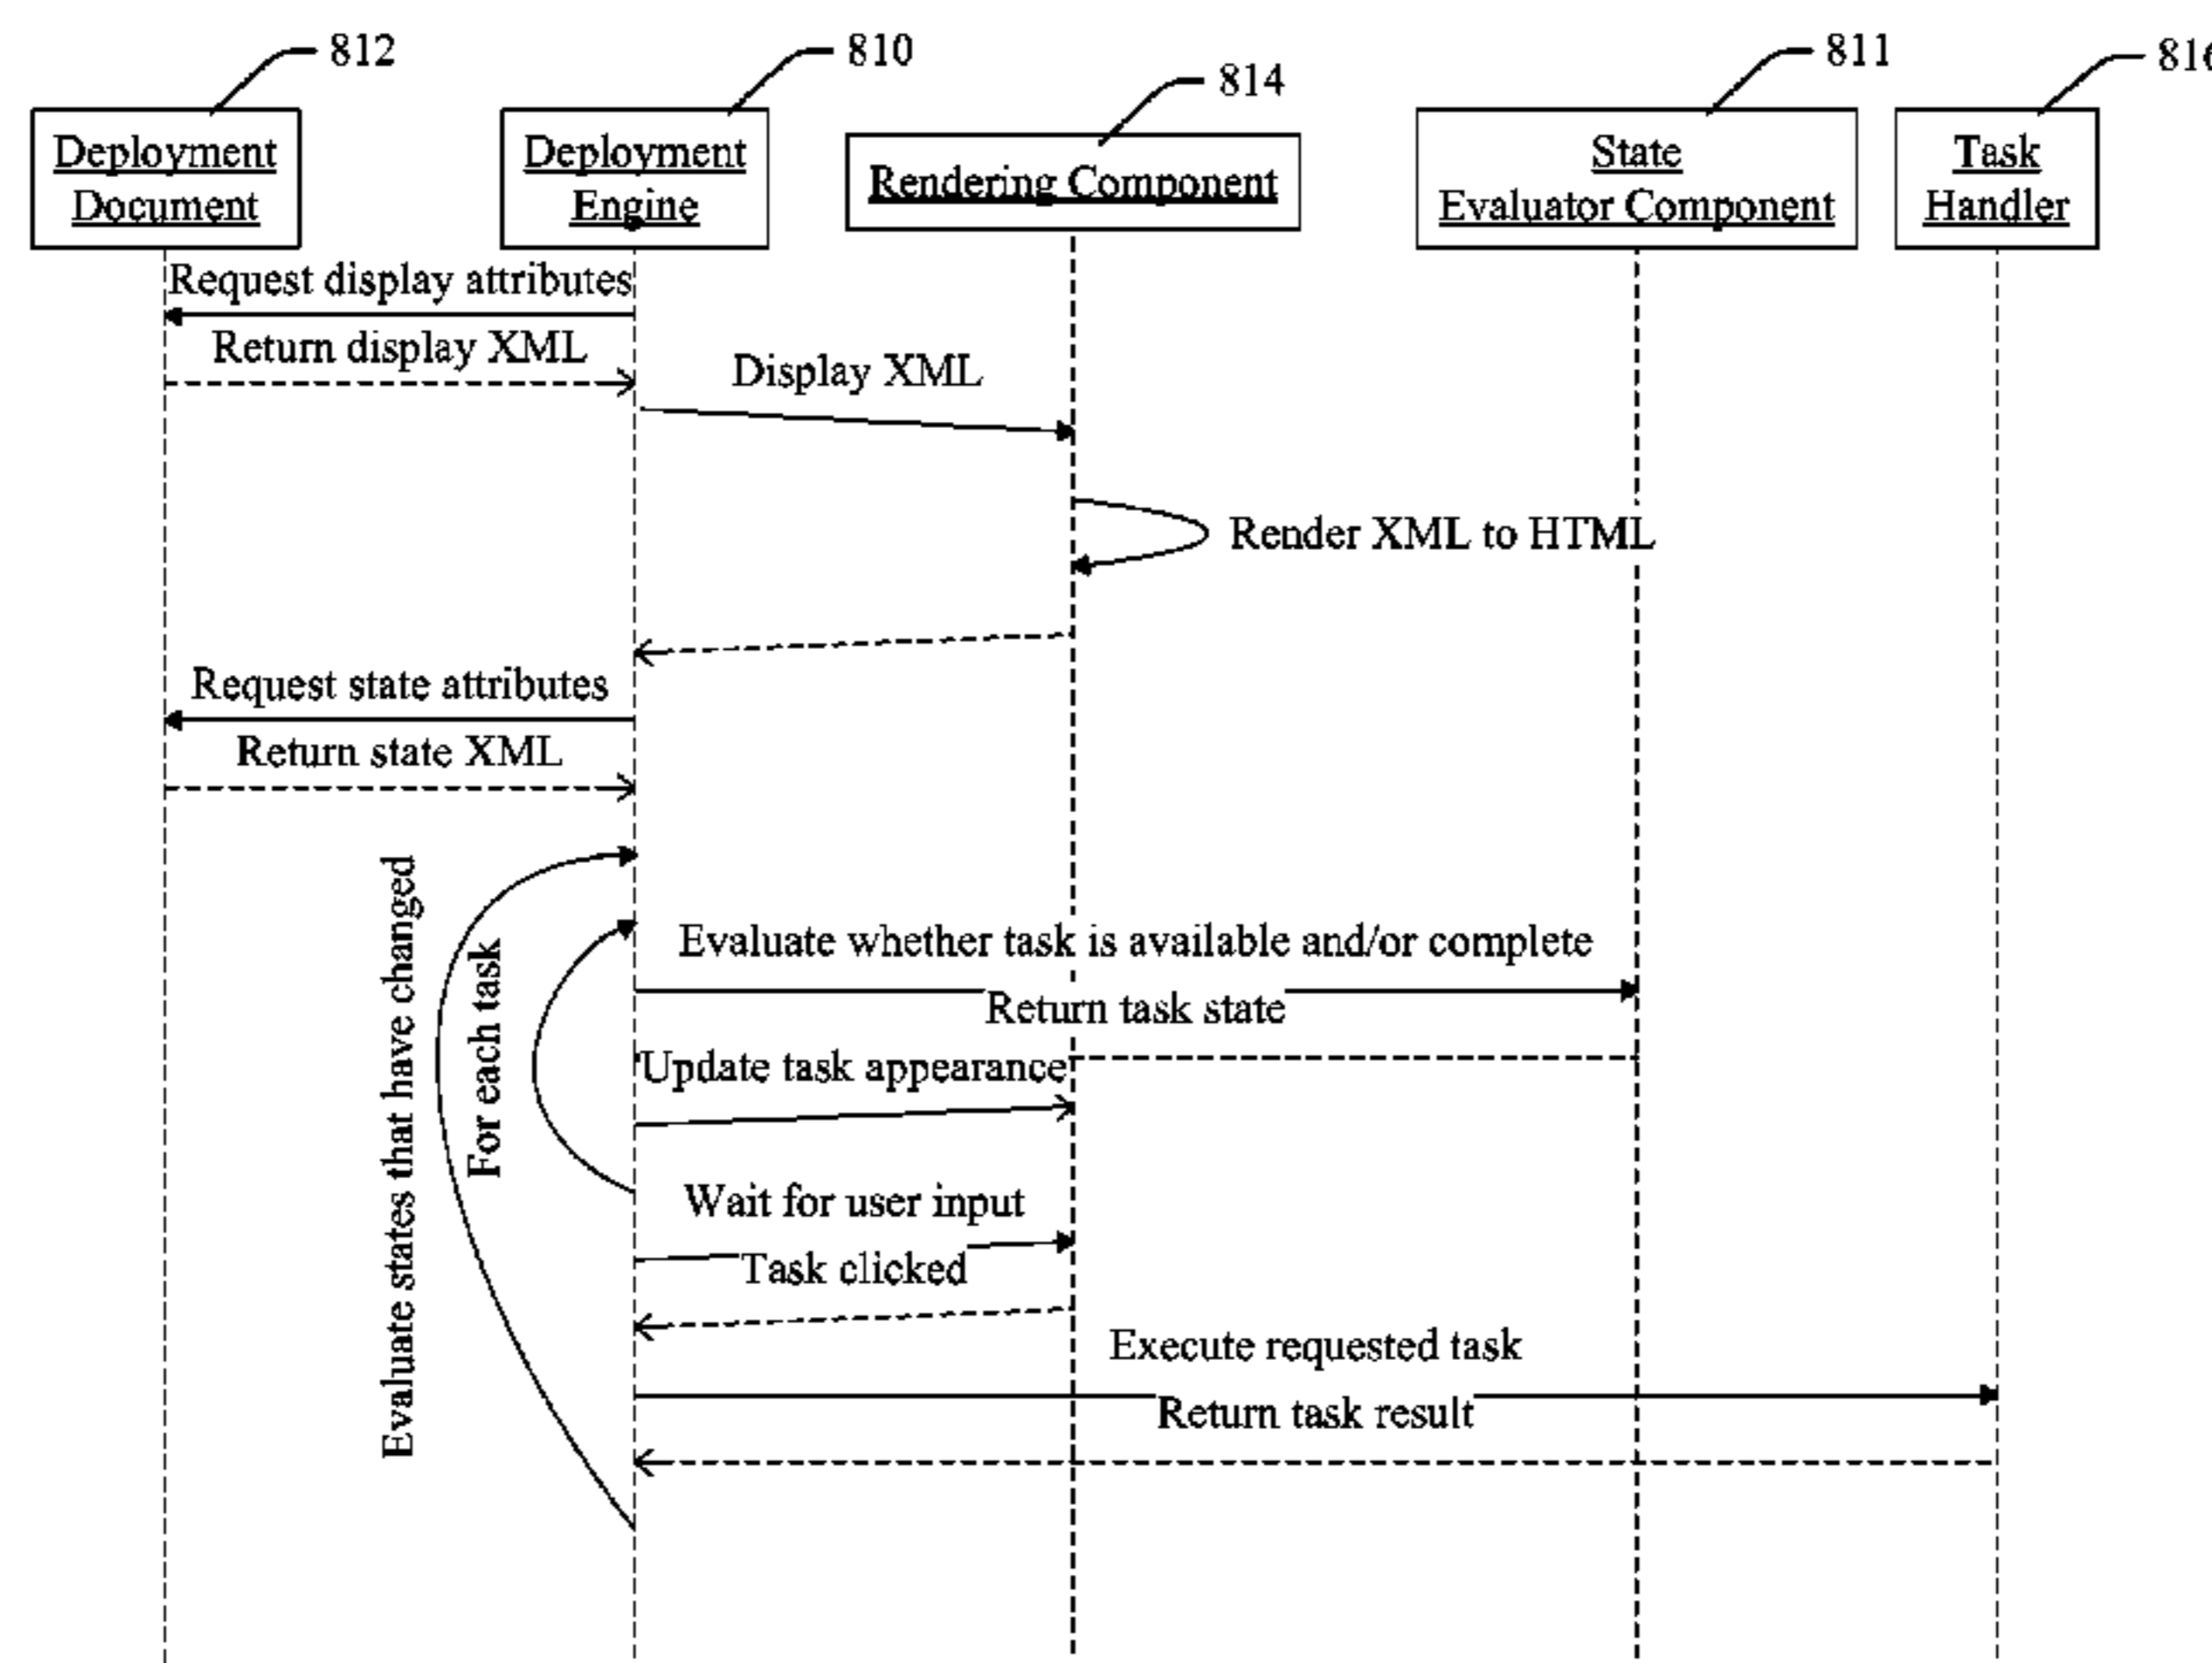 812
810
814
811
816
Deployment
Document
Deployment
Engine
Rendering Component
State
Evaluator Component
Task
Handler
Request display attributes
Return display XML
Display XML
Render XML to HTML
Request state attributes
Return state XML
Evaluate states that have changed
For each task
Evaluate whether task is available and/or complete
Return task state
Update task appearance
Wait for user input
Task clicked
Execute requested task
Return task result